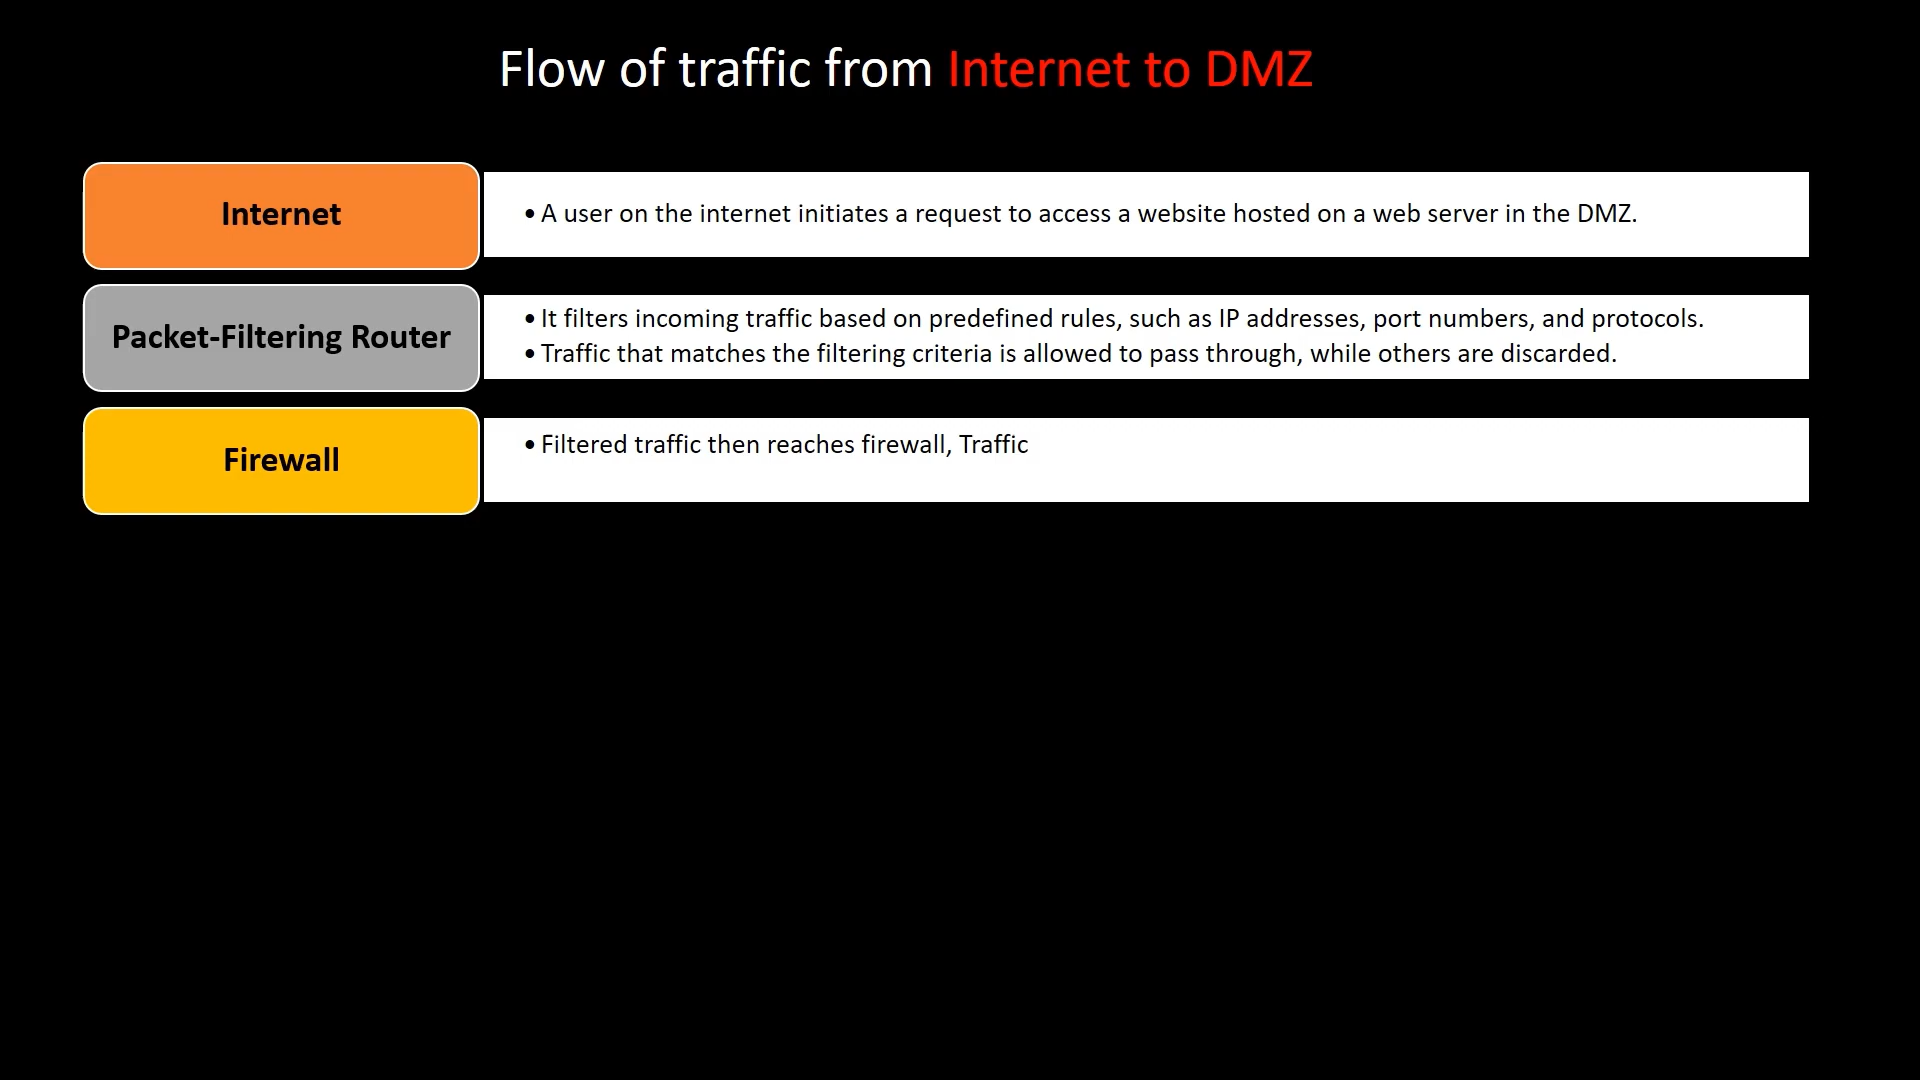 Flow of traffic from Internet to DMZ
Internet
• A user on the internet initiates a request to access a website hosted on a web server in the DMZ.
Packet-Filtering Router
• It filters incoming traffic based on predefined rules, such as IP addresses, port numbers, and protocols.
• Traffic that matches the filtering criteria is allowed to pass through, while others are discarded.
Firewall
• Filtered traffic then reaches firewall, Traffic